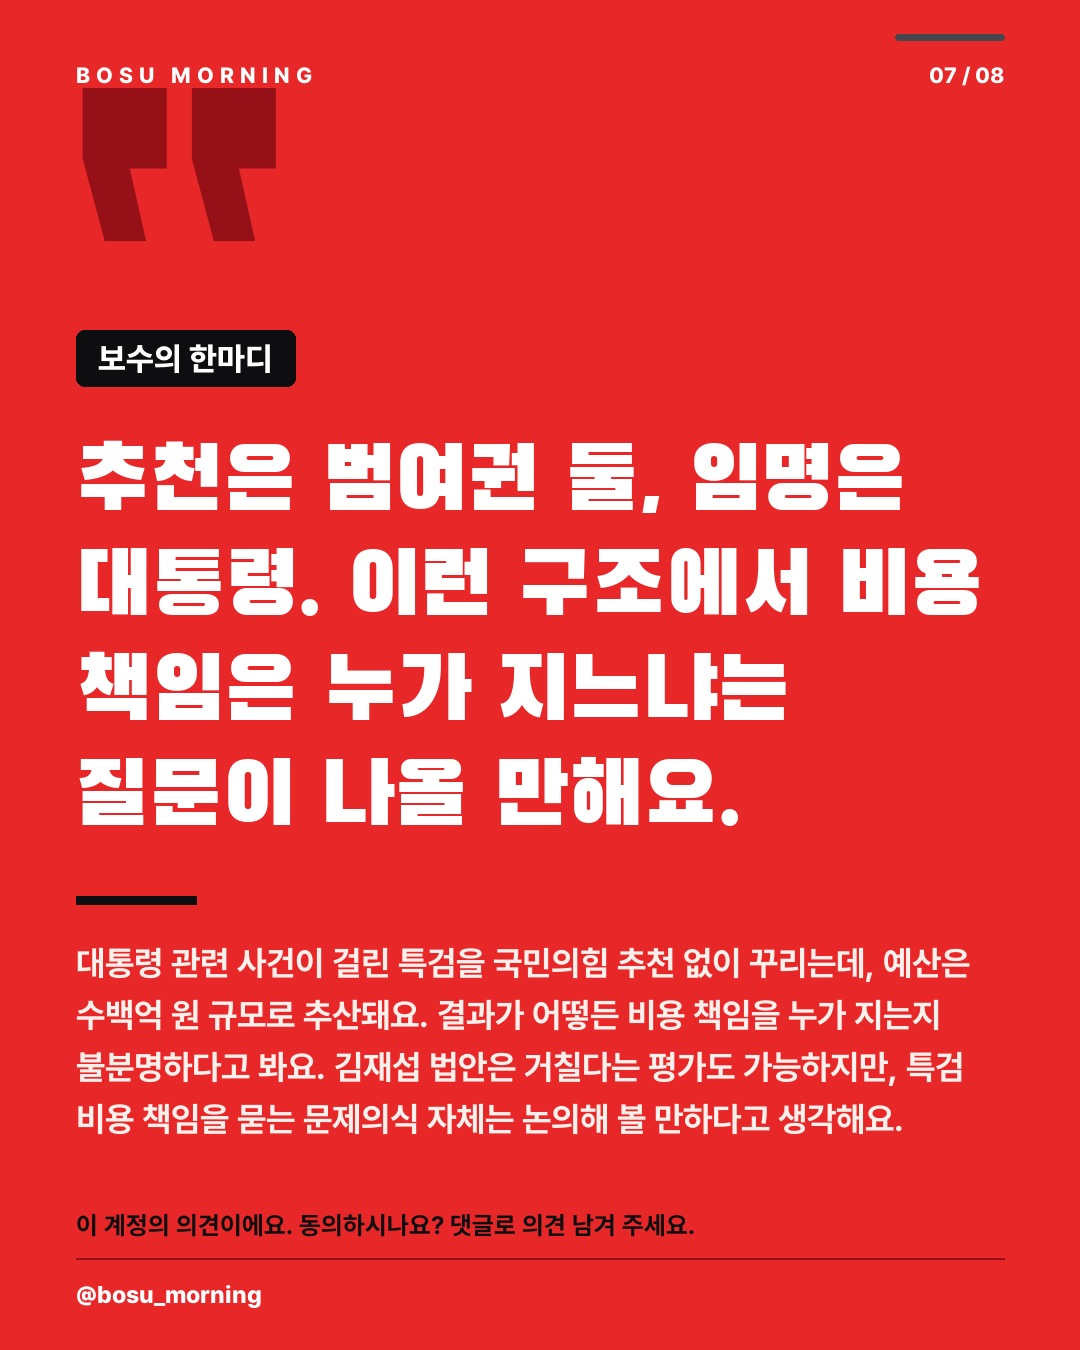 BOSU MORNING
07 / 08
보수의 한마디
추천은 범여권 둘, 임명은
대통령. 이런 구조에서 비용
책임은 누가 지느냐는
질문이 나올 만해요.
대통령 관련 사건이 걸린 특검을 국민의힘 추천 없이 꾸리는데, 예산은
수백억 원 규모로 추산돼요. 결과가 어떻든 비용 책임을 누가 지는지
불분명하다고 봐요. 김재섭 법안은 거칠다는 평가도 가능하지만, 특검
비용 책임을 묻는 문제의식 자체는 논의해 볼 만하다고 생각해요.
이 계정의 의견이에요. 동의하시나요? 댓글로 의견 남겨 주세요.
@bosu_morning